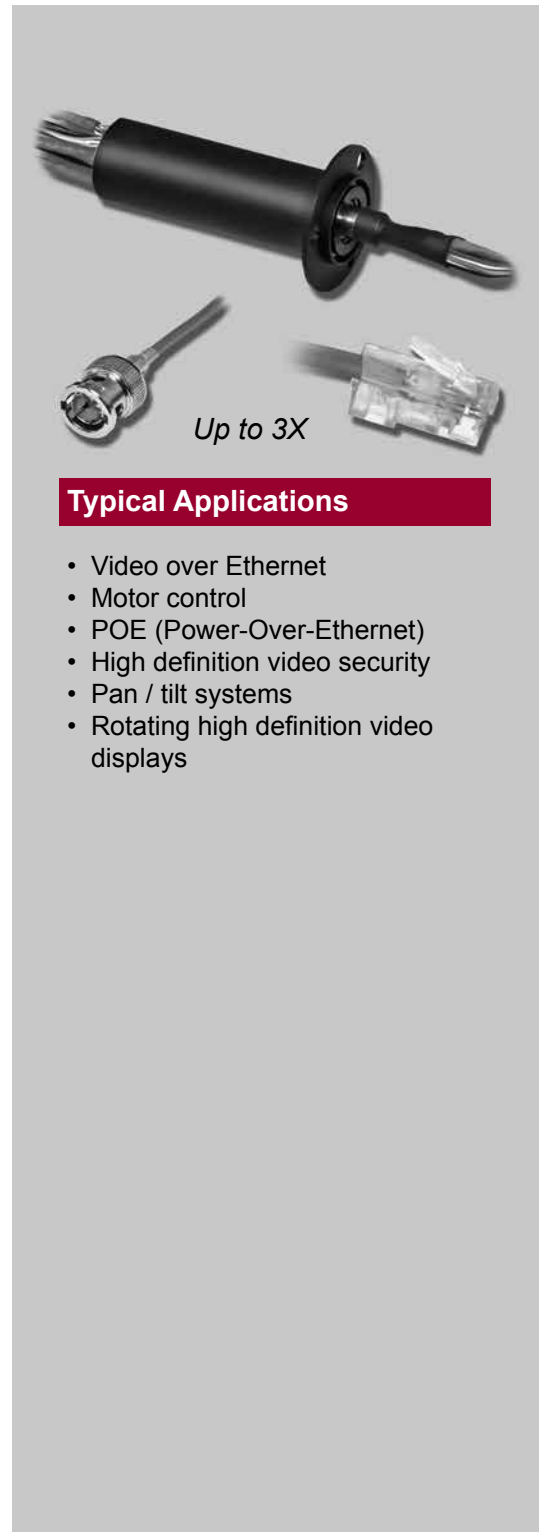 Up to 3X
Typical Applications
• Video over Ethernet
• Motor control
• POE (Power-Over-Ethernet)
• High definition video security
• Pan / tilt systems
• Rotating high definition video
displays